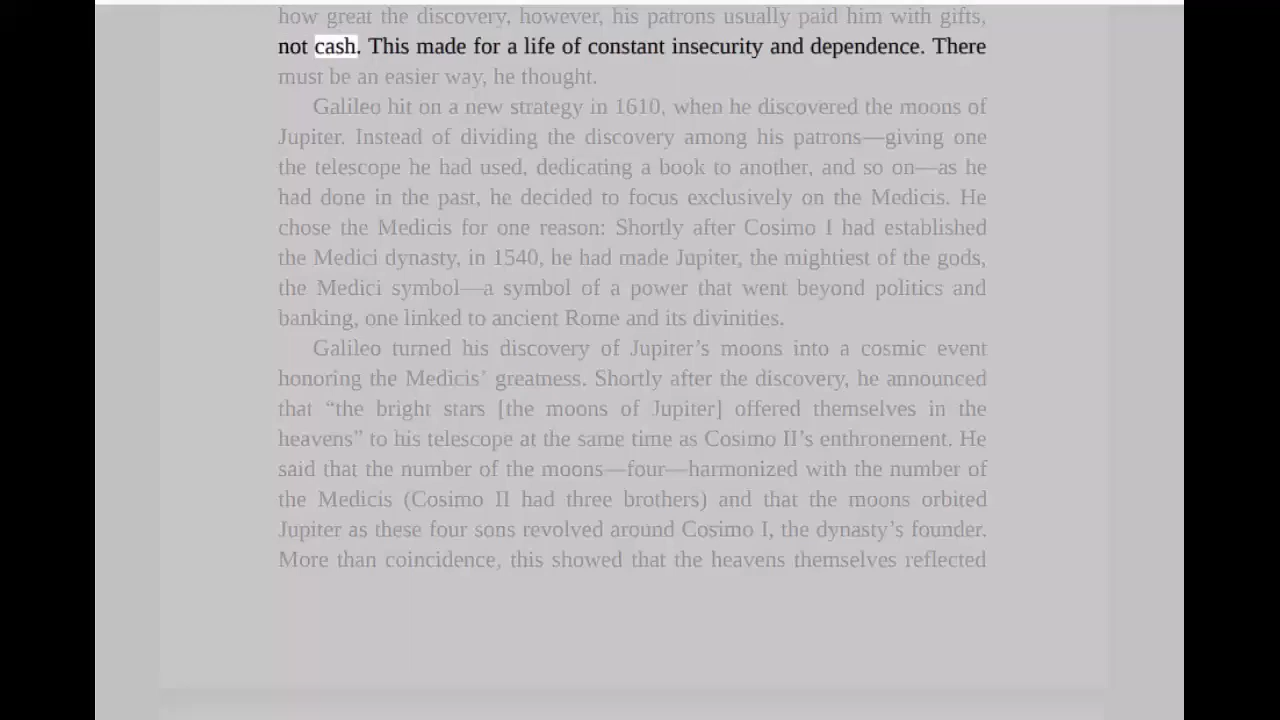 how great the discovery, however, his patrons usually paid him with gifts,
not cash. This made for a life of constant insecurity and dependence. There
must be an easier way, he thought.
Galileo hit on a new strategy in 1610, when he discovered the moons of
Jupiter. Instead of dividing the discovery among his patrons—giving one
the telescope he had used, dedicating a book to another, and so on—as he
had done in the past, he decided to focus exclusively on the Medicis. He
chose the Medicis for one reason: Shortly after Cosimo I had established
the Medici dynasty, in 1540, he had made Jupiter, the mightiest of the gods,
the Medici symbol—a symbol of a power that went beyond politics and
banking, one linked to ancient Rome and its divinities.
Galileo turned his discovery of Jupiter’s moons into a cosmic event
honoring the Medicis’ greatness. Shortly after the discovery, he announced
that “the bright stars [the moons of Jupiter] offered themselves in the
heavens” to his telescope at the same time as Cosimo II’s enthronement. He
said that the number of the moons—four—harmonized with the number of
the Medicis (Cosimo II had three brothers) and that the moons orbited
Jupiter as these four sons revolved around Cosimo I, the dynasty’s founder.
More than coincidence, this showed that the heavens themselves reflected